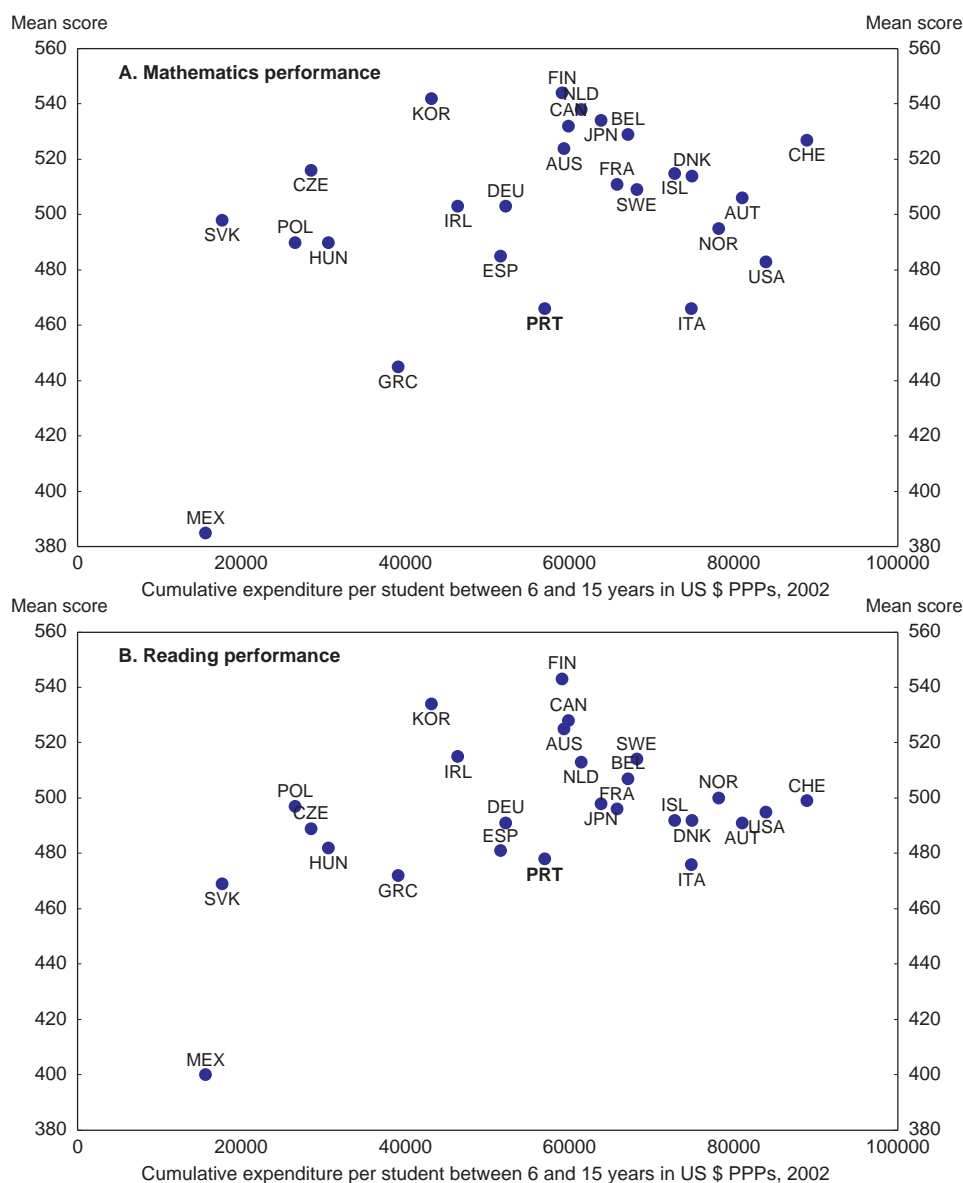 Mean score Mean score
560 560
A. Mathematics performance
FIN
540 NLD 540
KOR CAN BEL
JPN
CHE
520 AUS 520
CZE FRA DNK
ISL
DEU SWE
500 IRL AUT 500
SVK POL NOR
HUN
480 ESP USA 480
460 PRT ITA 460
440 GRC 440
420 420
400 400
MEX
380 380
0 20000 40000 60000 80000 100000
Cumulative expenditure per student between 6 and 15 years in US $ PPPs, 2002
Mean score Mean score
560 560
B. Reading performance
FIN
540 540
KOR CAN
520 AUS SWE 520
IRL NLD BEL
POL NOR CHE
500 CZE DEU FRA ISL 500
JPN DNK AUT USA
ESP
480 HUN 480
GRC PRT ITA
460 SVK 460
440 440
420 420
MEX
400 400
380 380
0 20000 40000 60000 80000 100000
Cumulative expenditure per student between 6 and 15 years in US $ PPPs, 2002